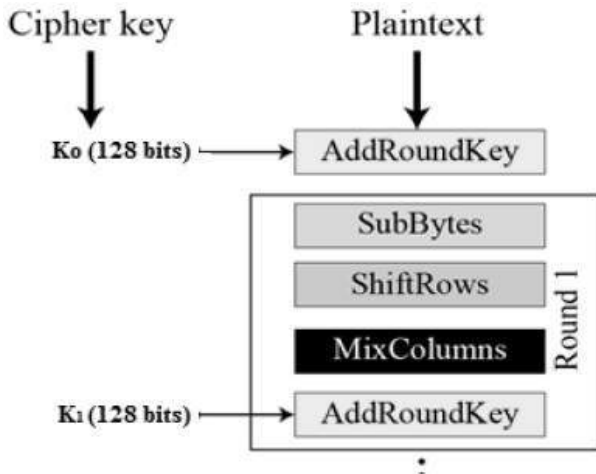 Cipher key
Plaintext
K0 (128 bits)
AddRoundKey
SubBytes
ShiftRows
MixColumns
Round 1
K1 (128 bits)
AddRoundKey